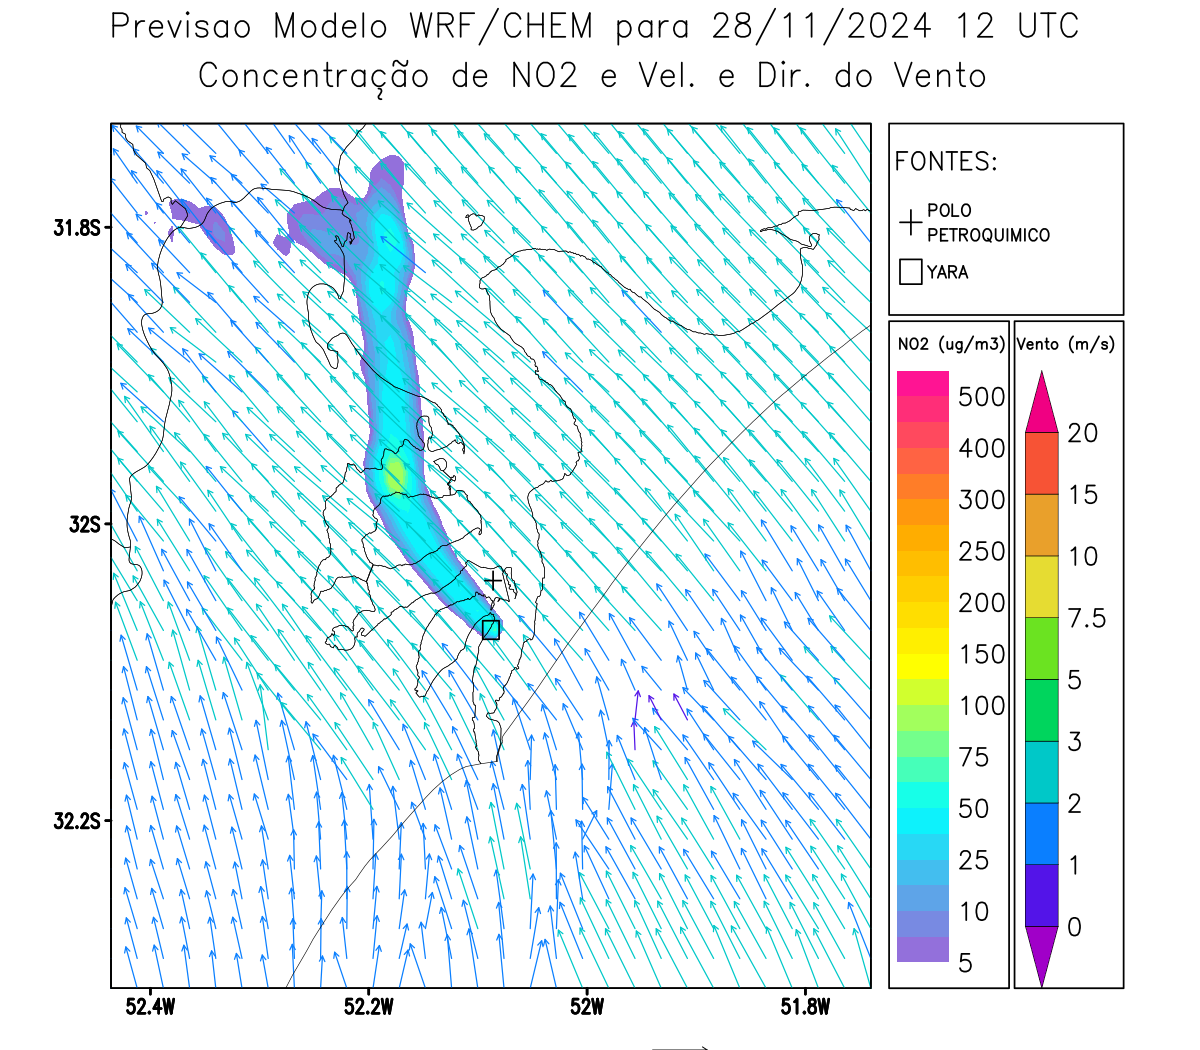 Previsao Modelo WRF/CHEM para 28/11/2024 12 UTC
Concentração de NO2 e Vel. e Dir. do Vento
FONTES:
POLO
PETROQUIMICO
YARA
NO2 (ug/m3)
500
400
300
250
200
150
100
75
50
25
10
5
Vento (m/s)
20
15
10
7.5
5
3
2
1
0
31.8S
32S
32.2S
52.4W
52.2W
52W
51.8W